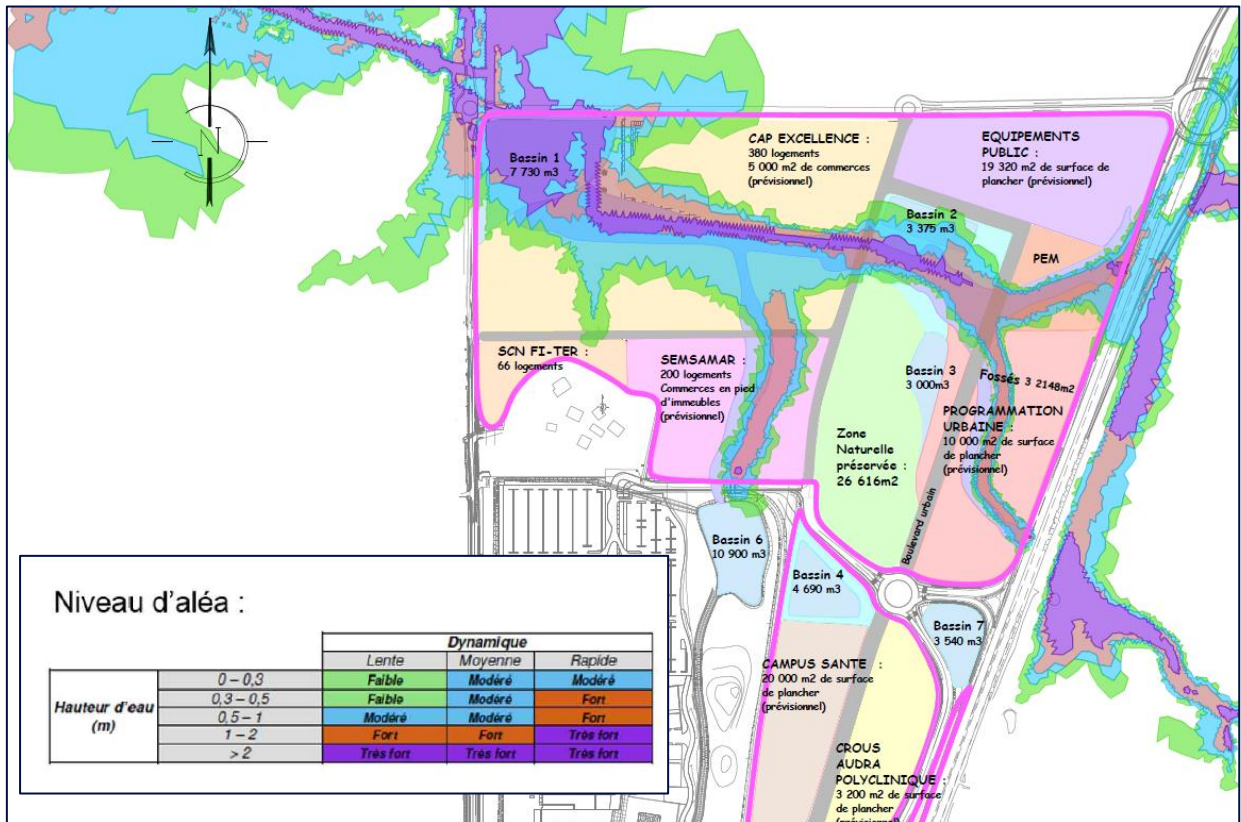 N
CAP EXCELLENCE :
380 logements
5 000 m2 de commerces
(prévisionnel)
EQUIPEMENTS
PUBLIC :
19 320 m2 de surface de
plancher (prévisionnel)
Bassin 1
7 730 m3
Bassin 2
3 375 m3
PEM
SCN FI-TER :
66 logements
SEMSAMAR :
200 logements
Commerces en pied
d'immeubles
(prévisionnel)
Bassin 3
3 000m3
Fossés 3 2148m2
PROGRAMMATION
URBAINE :
10 000 m2 de surface
de plancher
(prévisionnel)
Zone
Naturelle
préservée :
26 616m2
Boulevard urbain
Bassin 6
10 900 m3
Bassin 4
4 690 m3
Bassin 7
3 540 m3
CAMPUS SANTE :
20 000 m2 de surface
de plancher
(prévisionnel)
CROUS
AUDRA
POLYCLINIQUE :
3 200 m2 de surface
de plancher
(prévisionnel)
Niveau d'aléa :
Dynamique
Lente Moyenne Rapide
Hauteur d'eau
(m)
0 – 0,3 Faible Modéré Modéré
0,3 – 0,5 Faible Modéré Fort
0,5 – 1 Modéré Modéré Fort
1 – 2 Fort Fort Très fort
> 2 Très fort Très fort Très fort